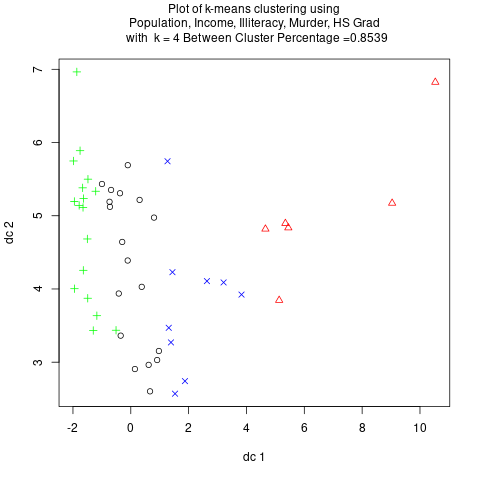 Plot of k-means clustering using
Population, Income, Illiteracy, Murder, HS Grad
with  k = 4 Between Cluster Percentage =0.8539
7
6
5
4
3
dc 2
-2 0 2 4 6 8 10
dc 1